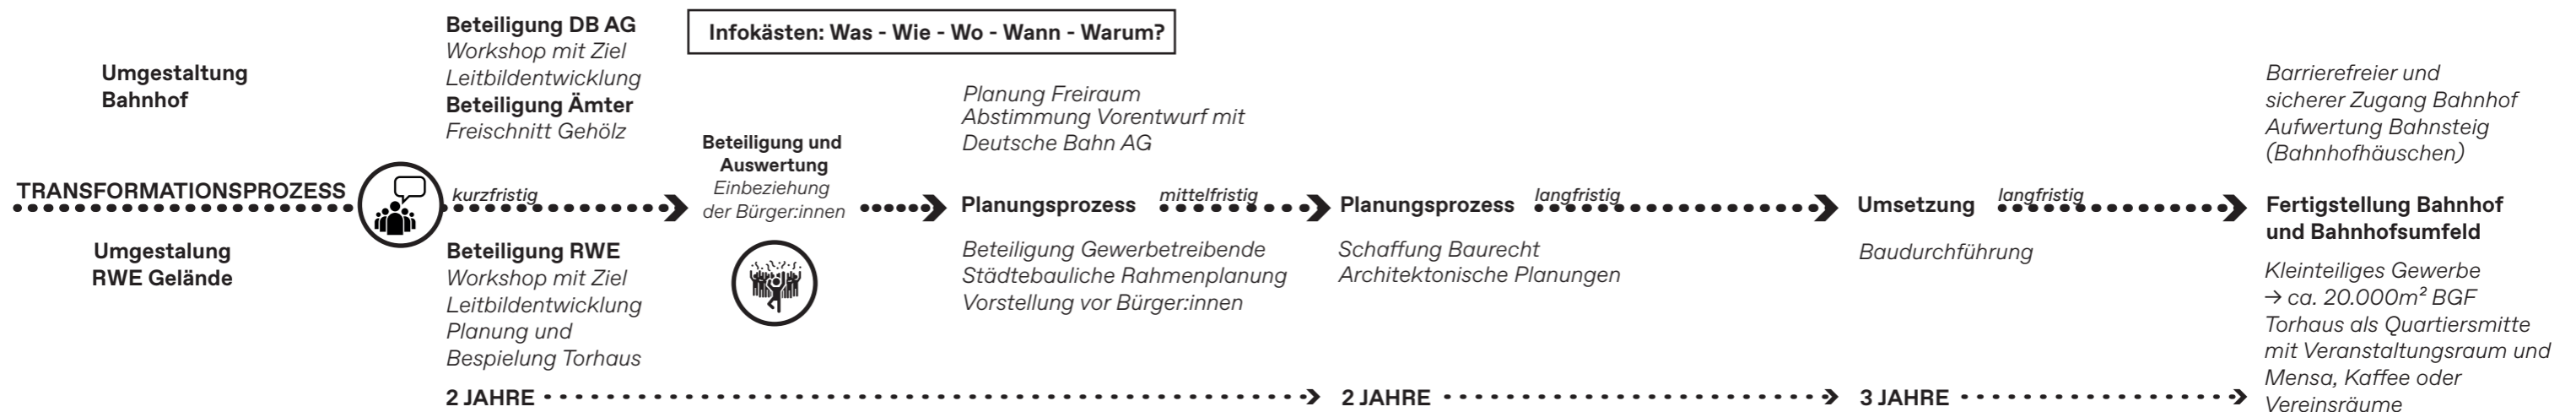 Umgestaltung
Bahnhof
TRANSFORMATIONSPROZESS
Umgestalung
RWE Gelände
Beteiligung DB AG
Workshop mit Ziel
Leitbildentwicklung
Beteiligung Ämter
Freischnitt Gehölz
kurzfristig
Beteiligung RWE
Workshop mit Ziel
Leitbildentwicklung
Planung und
Bespielung Torhaus
2 JAHRE
Infokästen: Was - Wie - Wo - Wann - Warum?
Beteiligung und
Auswertung
Einbeziehung
der Bürger:innen
Planung Freiraum
Abstimmung Vorentwurf mit
Deutsche Bahn AG
Planungsprozess
mittelfristig
Beteiligung Gewerbetreibende
Städtebauliche Rahmenplanung
Vorstellung vor Bürger:innen
Planungsprozess
langfristig
Schaffung Baurecht
Architektonische Planungen
2 JAHRE
Umsetzung
langfristig
Baudurchführung
3 JAHRE
Barrierefreier und
sicherer Zugang Bahnhof
Aufwertung Bahnsteig
(Bahnhofhäuschen)
Fertigstellung Bahnhof
und Bahnhofsumfeld
Kleinteiliges Gewerbe
→ ca. 20.000m² BGF
Torhaus als Quartiersmitte
mit Veranstaltungsraum und
Mensa, Kaffee oder
Vereinsräume